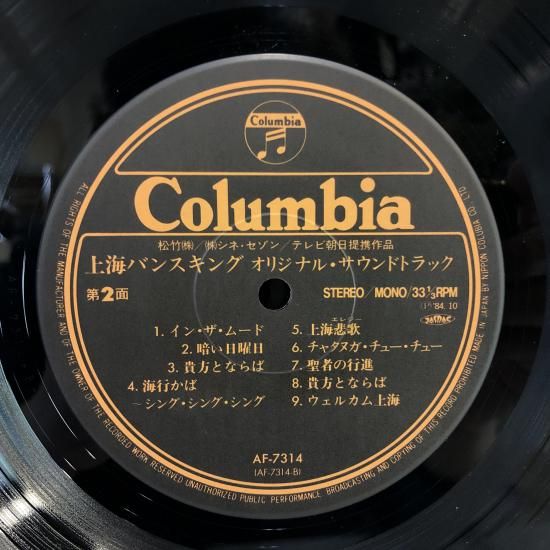 Columbia
Columbia
松竹㈱/㈱シネ・セゾン/テレビ朝日提携作品
上海バンスキング オリジナル・サウンドトラック
第2面
STEREO/MONO/33⅓RPM
'84.10
JASRAC
1. イン・ザ・ムード
2. 暗い日曜日
3. 貴方とならば
4. 海行かば
–シング・シング・シング
エレジー
5. 上海悲歌
6. チャタヌガ・チュー・チュー
7. 聖者の行進
8. 貴方とならば
9. ウェルカム上海
AF-7314
(AF-7314-B)
ALL RIGHTS OF THE MANUFACTURER AND OF THE OWNER OF THE RECORDED WORK RESERVED UNAUTHORIZED PUBLIC PERFORMANCE BROADCASTING AND COPYING OF THIS RECORD PROHIBITED MADE IN JAPAN BY NIPPON COLUMBIA CO. LTD.